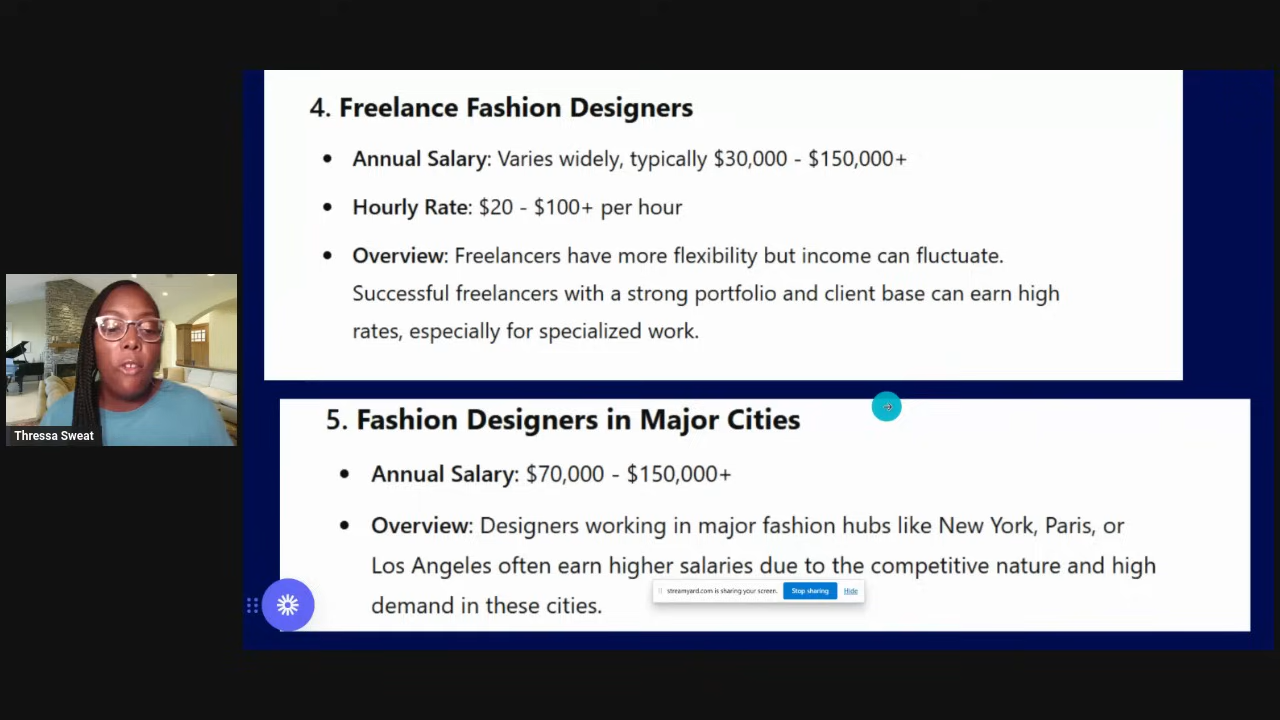 4. Freelance Fashion Designers
• Annual Salary: Varies widely, typically $30,000 - $150,000+
• Hourly Rate: $20 - $100+ per hour
• Overview: Freelancers have more flexibility but income can fluctuate.
Successful freelancers with a strong portfolio and client base can earn high
rates, especially for specialized work.
Thressa Sweat
5. Fashion Designers in Major Cities
• Annual Salary: $70,000 - $150,000+
• Overview: Designers working in major fashion hubs like New York, Paris, or
Los Angeles often earn higher salaries due to the competitive nature and high
streamyard.com is sharing your screen. Stop sharing Hide
demand in these cities.